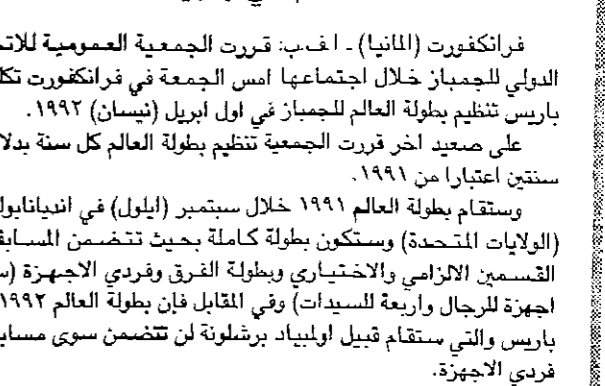 فرانكفورت (المانيا) ـ ا ف ب: قررت الجمعية العمومية للاتح
الدولي للجمباز خلال اجتماعها امس الجمعة في فرانكفورت تكل
باريس تنظيم بطولة العالم للجمباز في اول ابريل (نيسان) ١٩٩٢.
على صعيد اخر قررت الجمعية تنظيم بطولة العالم كل سنة بدلا
سنتين اعتبارا من ١٩٩١.
وستقام بطولة العالم ١٩٩١ خلال سبتمبر (ايلول) في انديانابول
(الولايات المتحدة) وستكون بطولة كاملة بحيث تتضمن المسابق
القسمين الالزامي والاختياري وبطولة الفرق وفردي الاجهزة (س
اجهزة للرجال واربعة للسيدات) وفي المقابل فإن بطولة العالم ١٩٩٢
باريس والتي ستقام قبيل اولمبياد برشلونة لن تتضمن سوى مساب
فردي الاجهزة.